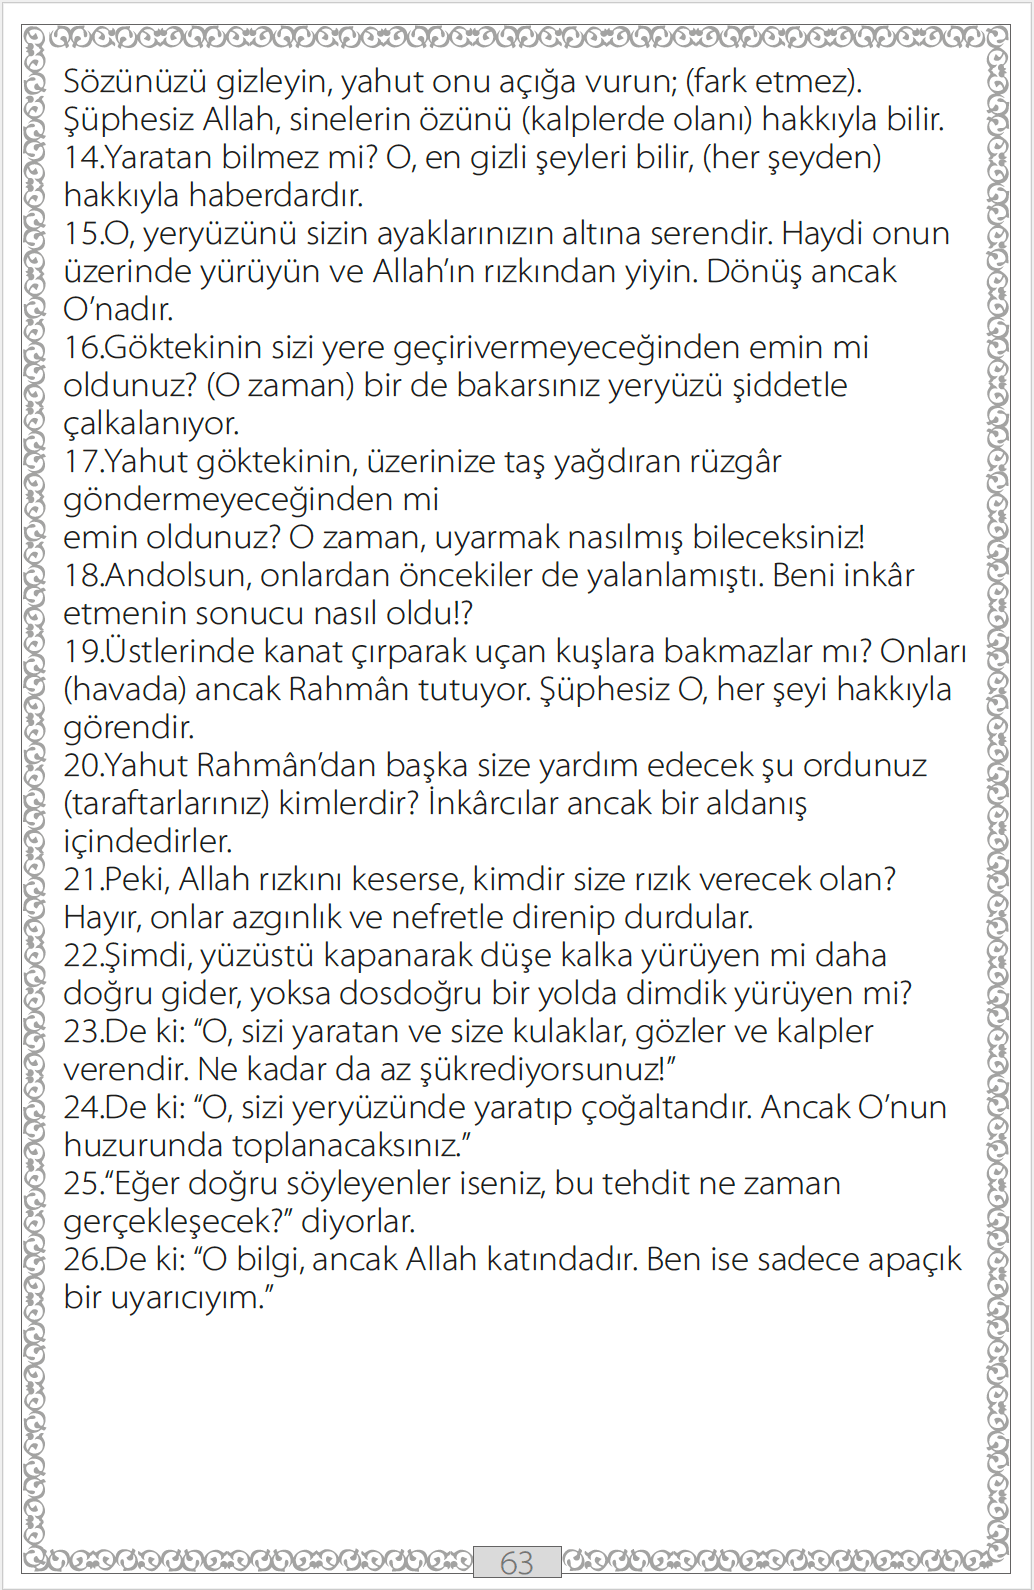 Sözünüzü gizleyin, yahut onu açığa vurun; (fark etmez).
Şüphesiz Allah, sinelerin özünü (kalplerde olanı) hakkıyla bilir.
14.Yaratan bilmez mi? O, en gizli şeyleri bilir, (her şeyden)
hakkıyla haberdardır.
15.O, yeryüzünü sizin ayaklarınızın altına serendir. Haydi onun
üzerinde yürüyün ve Allah’ın rızkından yiyin. Dönüş ancak
O’nadır.
16.Göktekinin sizi yere geçirivermeyeceğinden emin mi
oldunuz? (O zaman) bir de bakarsınız yeryüzü şiddetle
çalkalanıyor.
17.Yahut göktekinin, üzerinize taş yağdıran rüzgâr
göndermeyeceğinden mi
emin oldunuz? O zaman, uyarmak nasılmış bileceksiniz!
18.Andolsun, onlardan öncekiler de yalanlamıştı. Beni inkâr
etmenin sonucu nasıl oldu!?
19.Üstlerinde kanat çırparak uçan kuşlara bakmazlar mı? Onları
(havada) ancak Rahmân tutuyor. Şüphesiz O, her şeyi hakkıyla
görendir.
20.Yahut Rahmân’dan başka size yardım edecek şu ordunuz
(taraftarlarınız) kimlerdir? İnkârcılar ancak bir aldanış
içindedirler.
21.Peki, Allah rızkını keserse, kimdir size rızık verecek olan?
Hayır, onlar azgınlık ve nefretle direnip durdular.
22.Şimdi, yüzüstü kapanarak düşe kalka yürüyen mi daha
doğru gider, yoksa dosdoğru bir yolda dimdik yürüyen mi?
23.De ki: “O, sizi yaratan ve size kulaklar, gözler ve kalpler
verendir. Ne kadar da az şükrediyorsunuz!”
24.De ki: “O, sizi yeryüzünde yaratıp çoğaltandır. Ancak O’nun
huzurunda toplanacaksınız.”
25.“Eğer doğru söyleyenler iseniz, bu tehdit ne zaman
gerçekleşecek?” diyorlar.
26.De ki: “O bilgi, ancak Allah katındadır. Ben ise sadece apaçık
bir uyarıcıyım.”
63